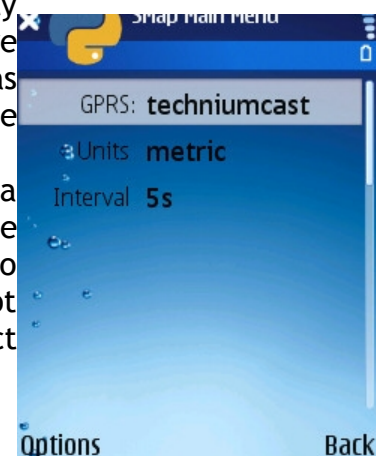 SMap Main Menu
GPRS: techniumcast
Units metric
Interval 5s
Options Back